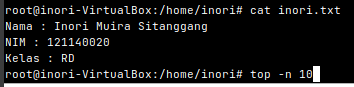 root@inori-VirtualBox:/home/inori# cat inori.txt
Nama : Inori Muira Sitanggang
NIM : 121140020
Kelas : RD
root@inori-VirtualBox:/home/inori# top -n 10